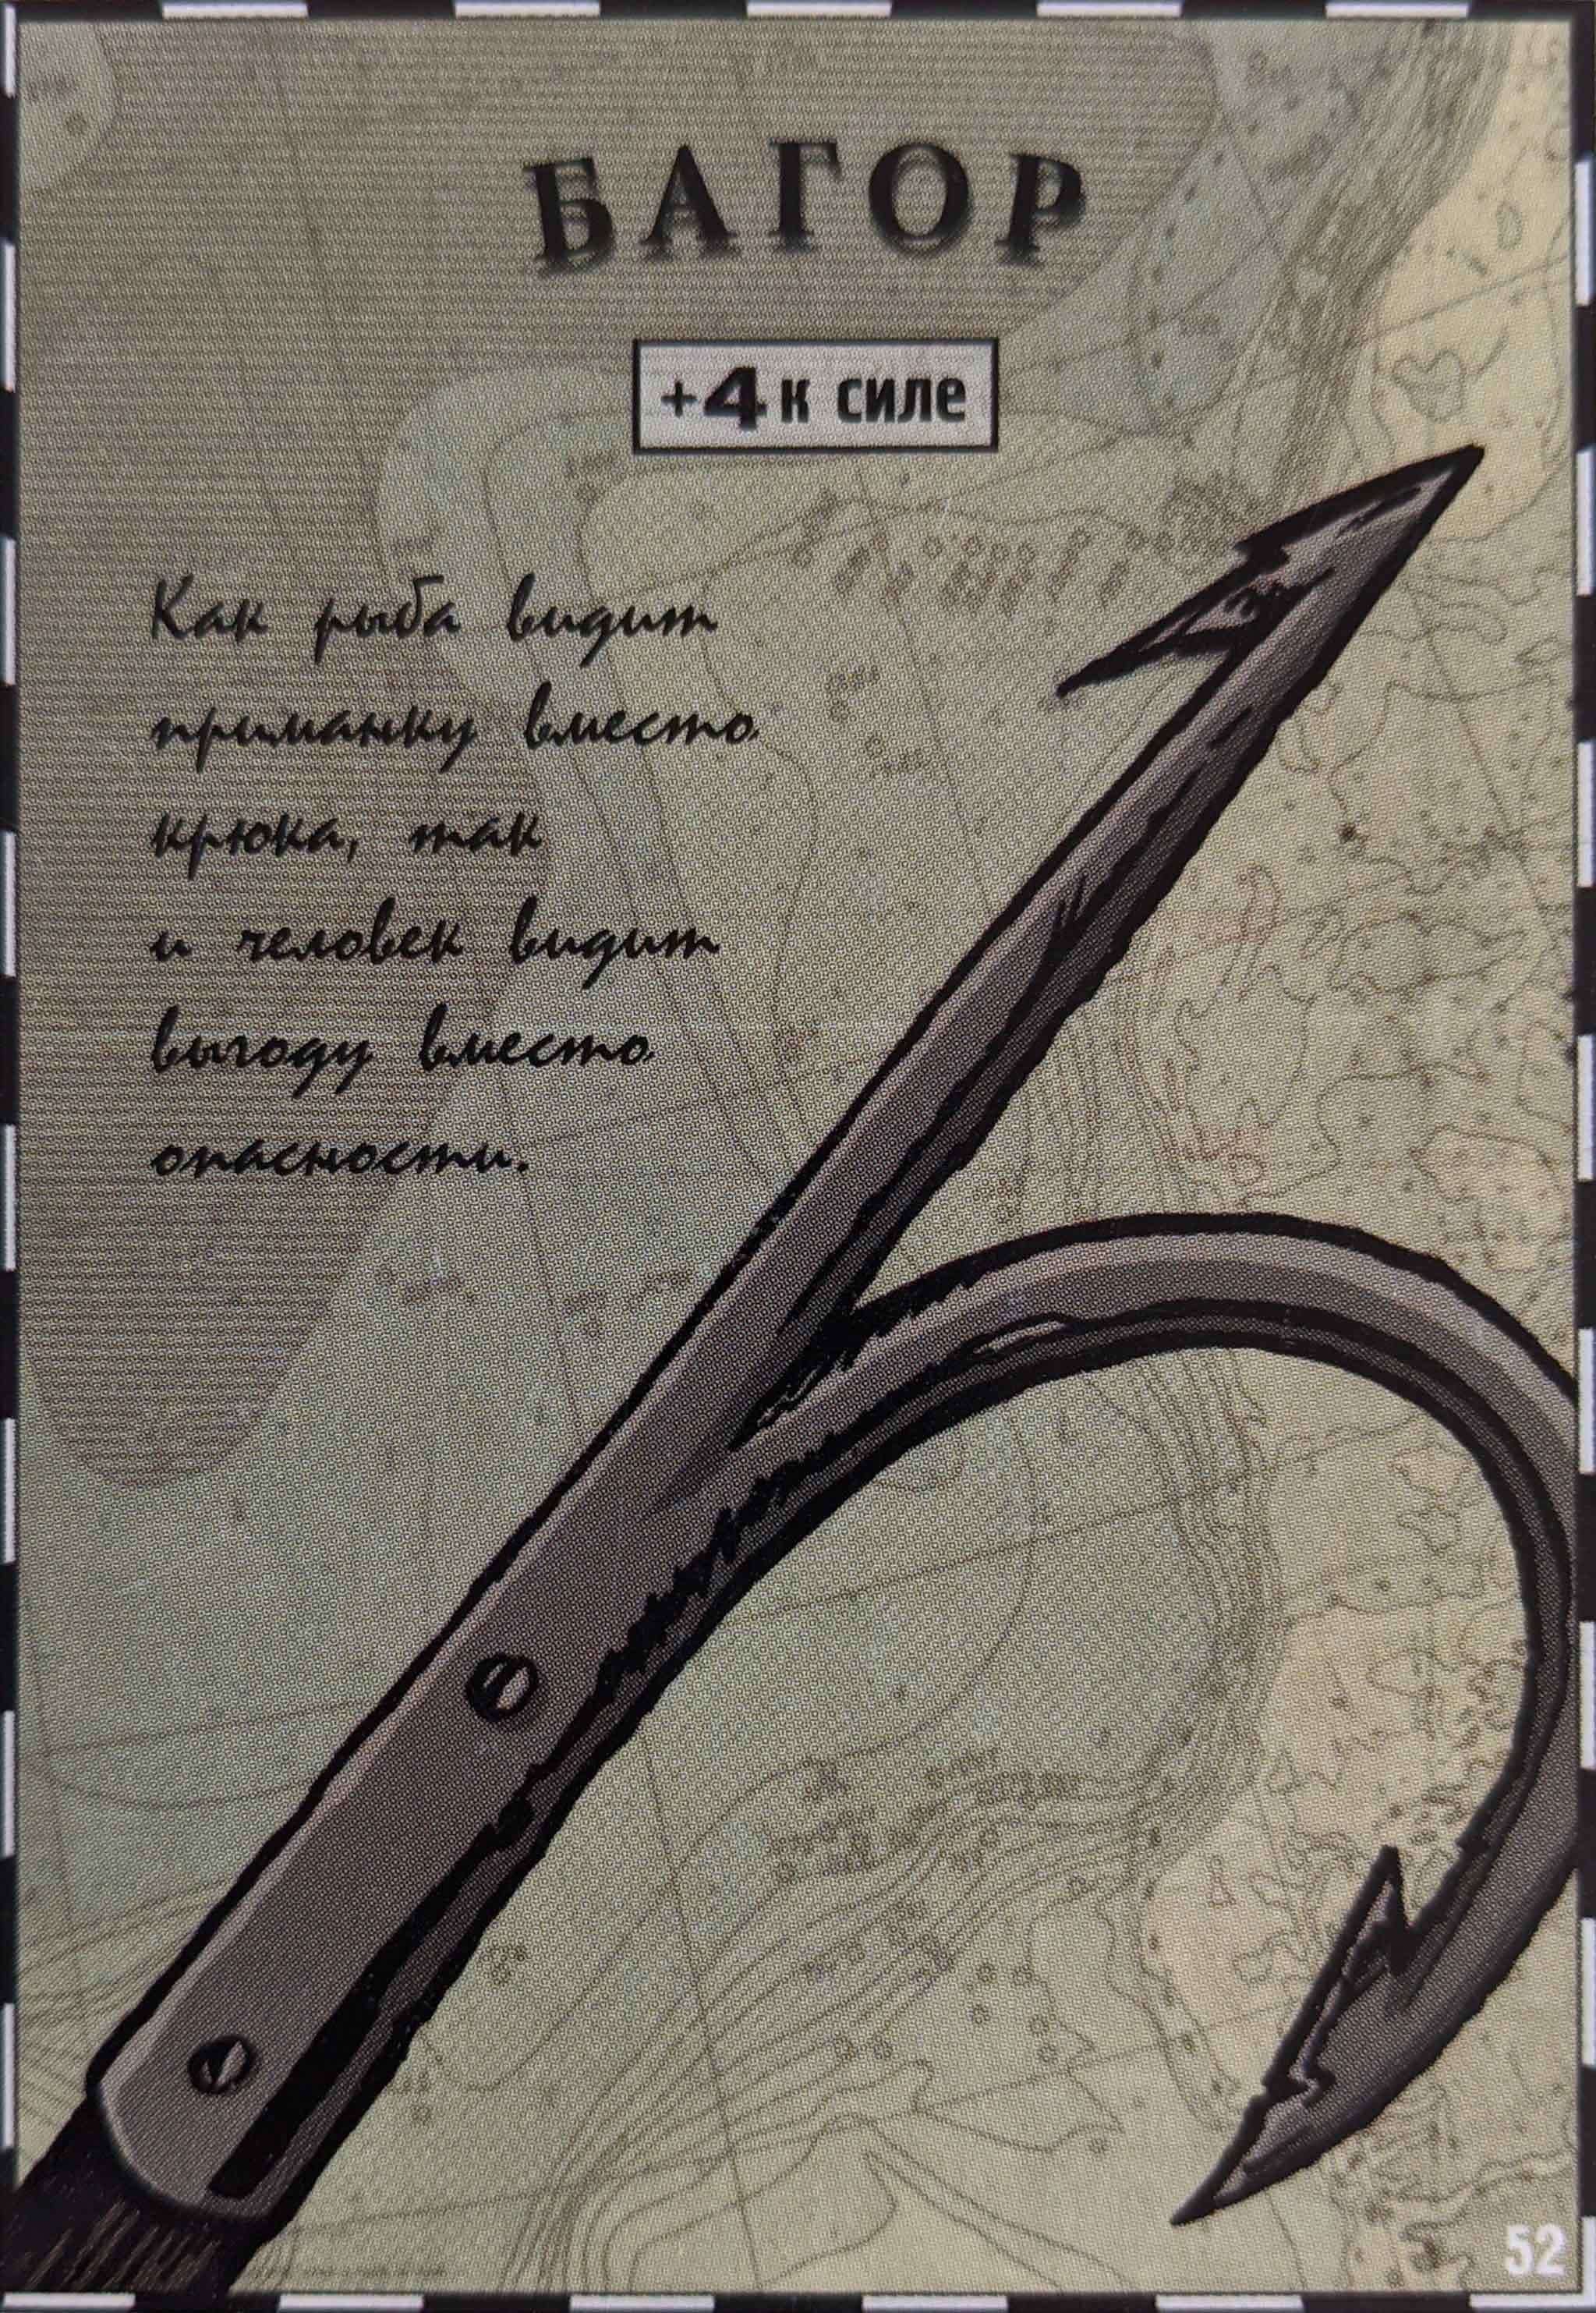 БАГОР
+4 к силе
Как рыба видит
приманку вместо
крюка, так
и человек видит
выгоду вместо
опасности.
52